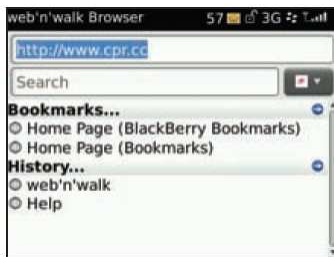 web'n'walk Browser 57 3G
http://www.cpr.cc
Search
Bookmarks...
Home Page (BlackBerry Bookmarks)
Home Page (Bookmarks)
History...
web'n'walk
Help